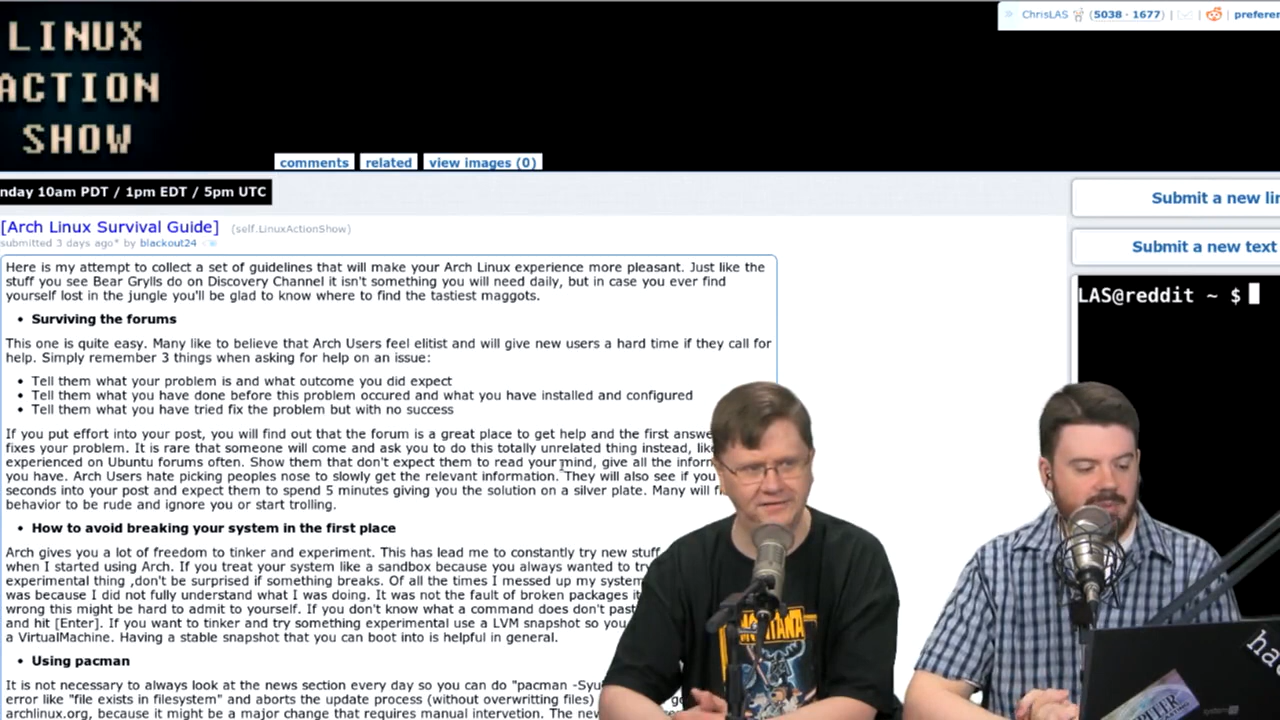 LINUX
ACTION
SHOW
ChrisLAS (5038 · 1677) | | | prefere
comments related view images (0)
nday 10am PDT / 1pm EDT / 5pm UTC
Submit a new li
[Arch Linux Survival Guide] (self.LinuxActionShow)
submitted 3 days ago* by blackout24
Submit a new text
Here is my attempt to collect a set of guidelines that will make your Arch Linux experience more pleasant. Just like the
stuff you see Bear Grylls do on Discovery Channel it isn't something you will need daily, but in case you ever find
yourself lost in the jungle you'll be glad to know where to find the tastiest maggots.
LAS@reddit ~ $
• Surviving the forums
This one is quite easy. Many like to believe that Arch Users feel elitist and will give new users a hard time if they call for
help. Simply remember 3 things when asking for help on an issue:
• Tell them what your problem is and what outcome you did expect
• Tell them what you have done before this problem occured and what you have installed and configured
• Tell them what you have tried fix the problem but with no success
If you put effort into your post, you will find out that the forum is a great place to get help and the first answe
fixes your problem. It is rare that someone will come and ask you to do this totally unrelated thing instead, lik
experienced on Ubuntu forums often. Show them that don't expect them to read your mind, give all the inform
you have. Arch Users hate picking peoples nose to slowly get the relevant information. They will also see if you
seconds into your post and expect them to spend 5 minutes giving you the solution on a silver plate. Many will f
behavior to be rude and ignore you or start trolling.
• How to avoid breaking your system in the first place
Arch gives you a lot of freedom to tinker and experiment. This has lead me to constantly try new stuff
when I started using Arch. If you treat your system like a sandbox because you always wanted to try
experimental thing ,don't be surprised if something breaks. Of all the times I messed up my system
was because I did not fully understand what I was doing. It was not the fault of broken packages it
wrong this might be hard to admit to yourself. If you don't know what a command does don't past
and hit [Enter]. If you want to tinker and try something experimental use a LVM snapshot so you
a VirtualMachine. Having a stable snapshot that you can boot into is helpful in general.
• Using pacman
It is not necessary to always look at the news section every day so you can do "pacman -Syu
error like "file exists in filesystem" and aborts the update process (without overwritting files) go
archlinux.org, because it might be a major change that requires manual intervetion. The new
ha